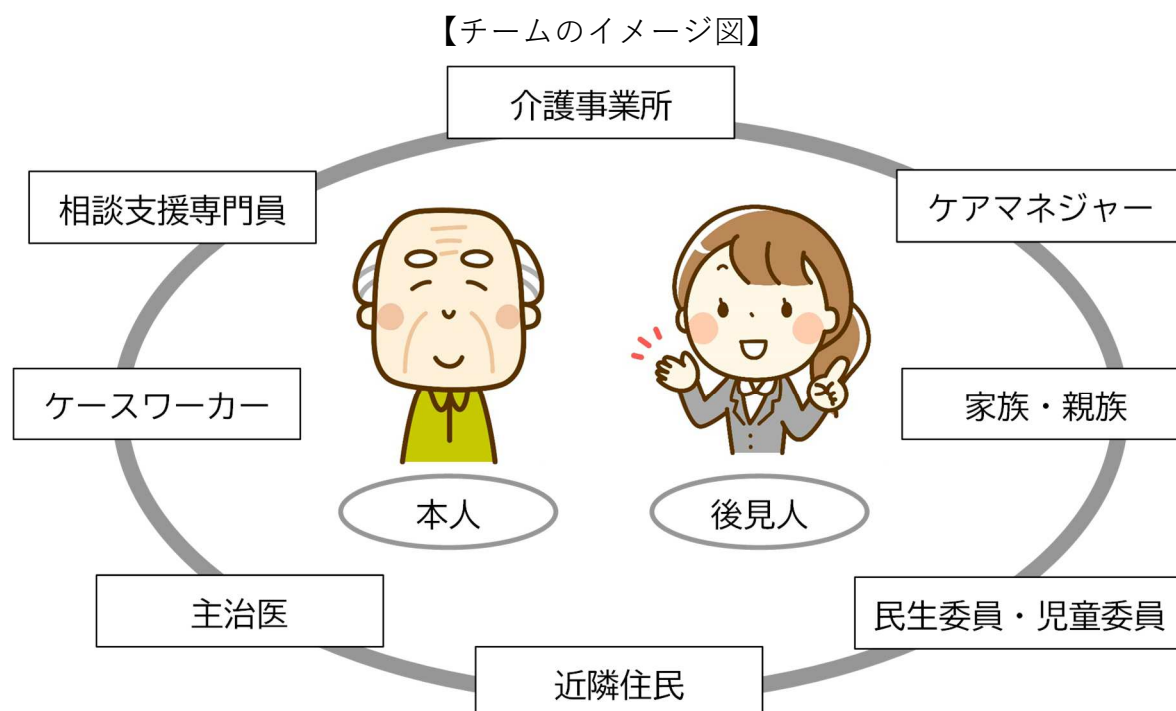 【チームのイメージ図】
介護事業所
相談支援専門員
ケアマネジャー
ケースワーカー
家族・親族
本人
後見人
主治医
民生委員・児童委員
近隣住民